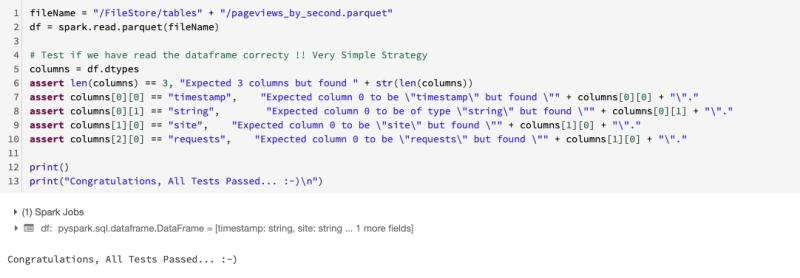 1 fileName = "/FileStore/tables" + "/pageviews_by_second.parquet"
2 df = spark.read.parquet(fileName)
3
4 # Test if we have read the dataframe correcty !! Very Simple Strategy
5 columns = df.dtypes
6 assert len(columns) == 3, "Expected 3 columns but found " + str(len(columns))
7 assert columns[0][0] == "timestamp",    "Expected column 0 to be \"timestamp\" but found \"" + columns[0][0] + "\"."
8 assert columns[0][1] == "string",       "Expected column 0 to be of type \"string\" but found \"" + columns[0][1] + "\"."
9 assert columns[1][0] == "site",    "Expected column 0 to be \"site\" but found \"" + columns[1][0] + "\"."
10 assert columns[2][0] == "requests",    "Expected column 0 to be \"requests\" but found \"" + columns[1][0] + "\"."
11
12 print()
13 print("Congratulations, All Tests Passed... :-)\n")
(1) Spark Jobs
df: pyspark.sql.dataframe.DataFrame = [timestamp: string, site: string ... 1 more fields]
Congratulations, All Tests Passed... :-)